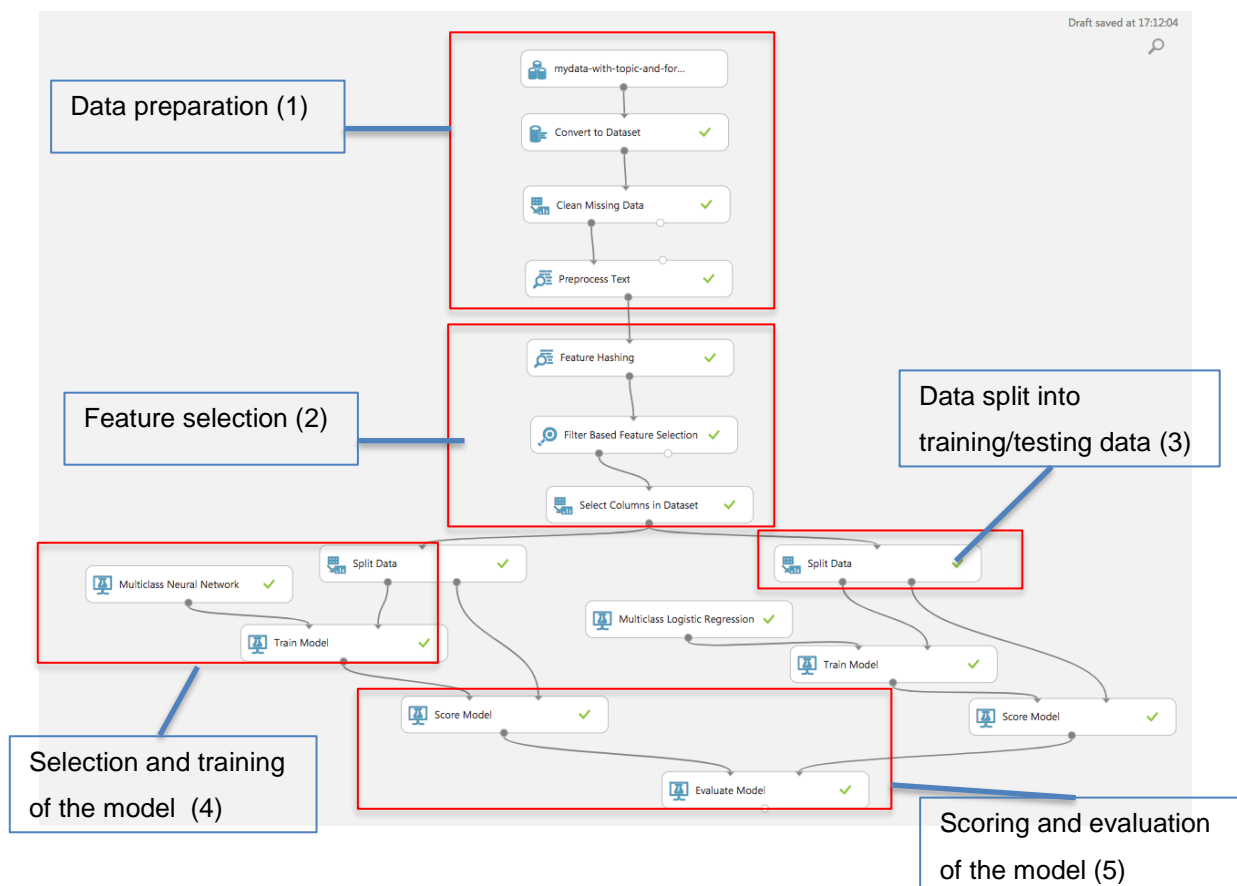 Draft saved at 17:12:04
mydata-with-topic-and-for...
Data preparation (1)
Convert to Dataset
Clean Missing Data
Preprocess Text
Feature Hashing
Feature selection (2)
Filter Based Feature Selection
Data split into
training/testing data (3)
Select Columns in Dataset
Split Data
Split Data
Multiclass Neural Network
Multiclass Logistic Regression
Train Model
Train Model
Score Model
Score Model
Selection and training
of the model (4)
Evaluate Model
Scoring and evaluation
of the model (5)